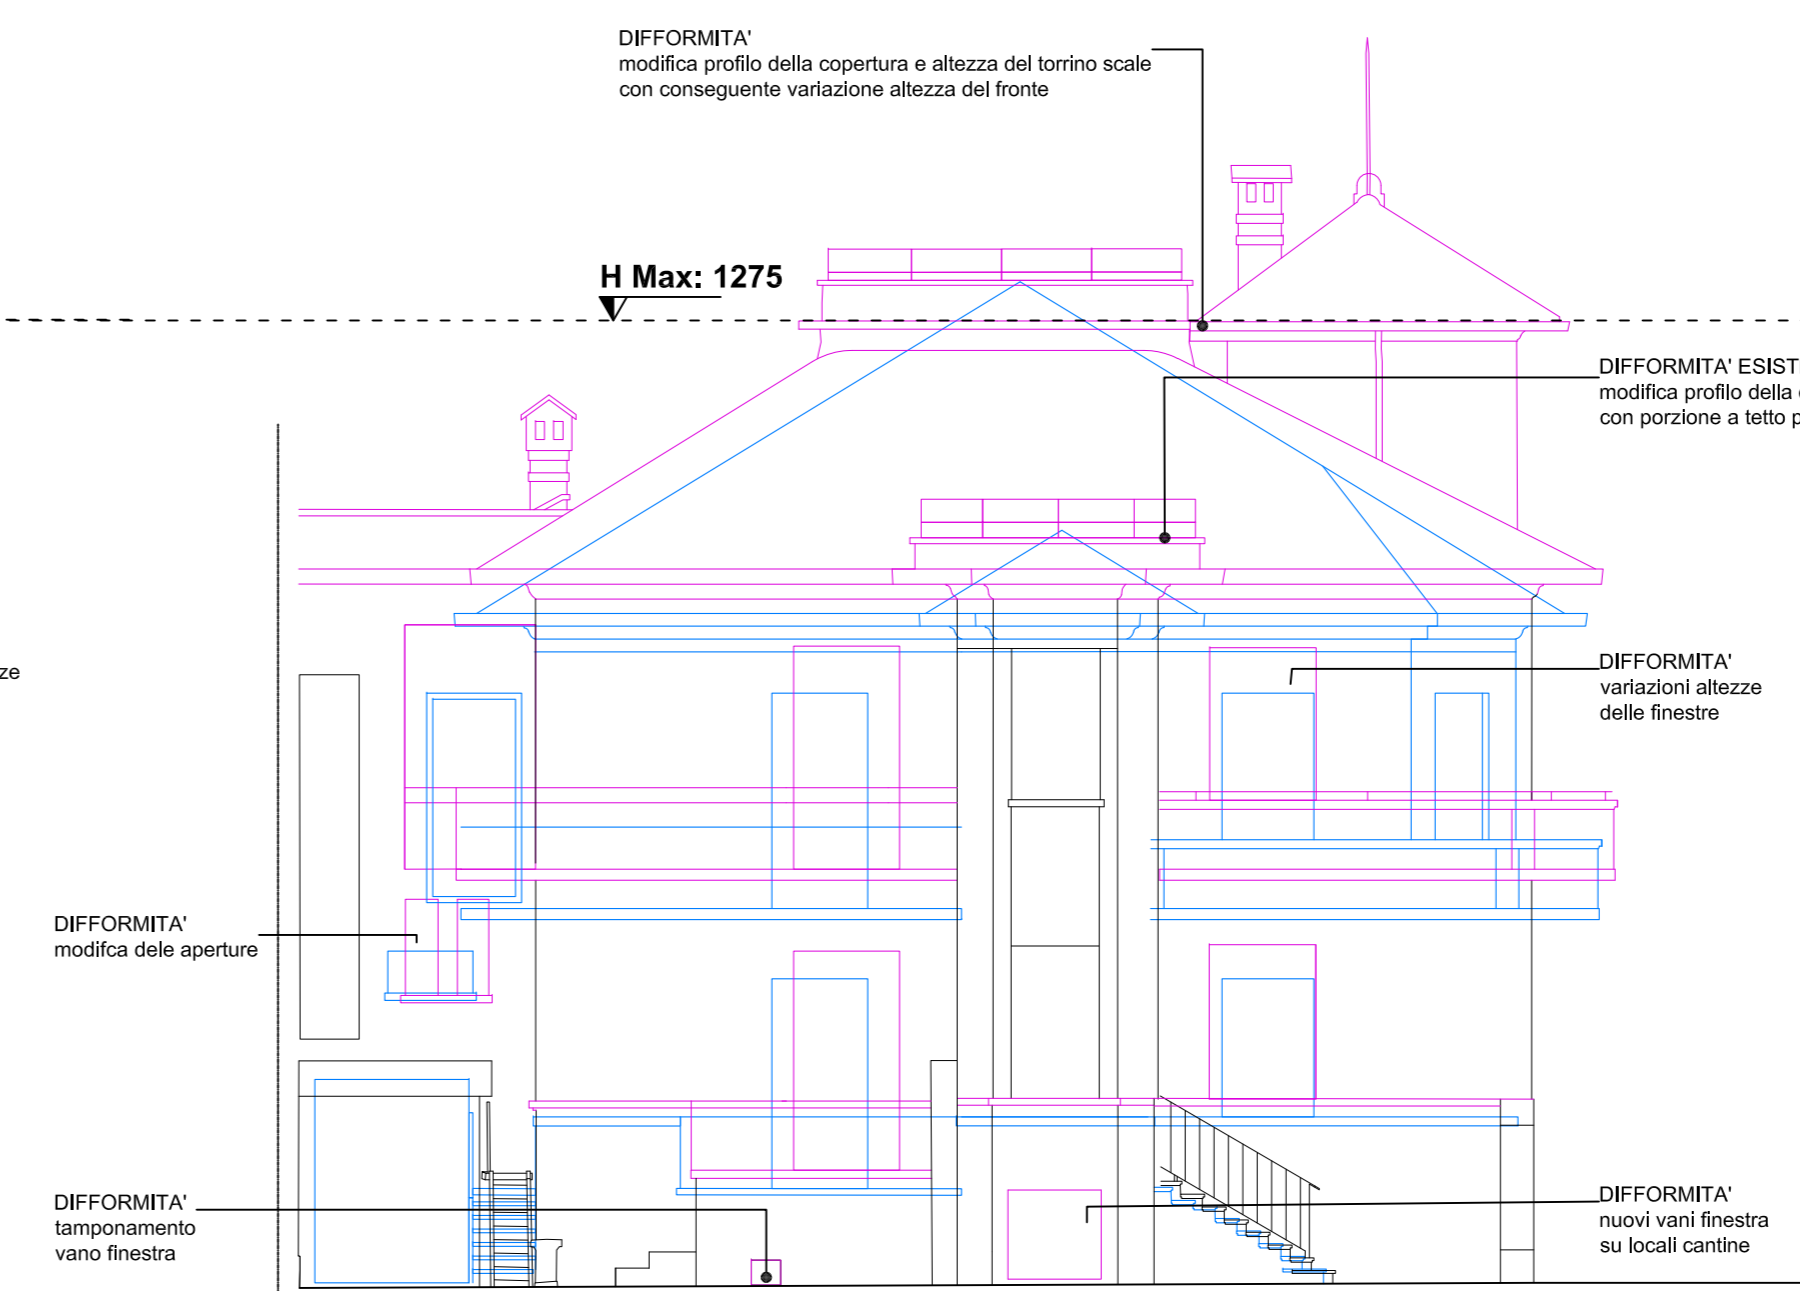 DIFFORMITA'
modifica profilo della copertura e altezza del torrino scale
con conseguente variazione altezza del fronte
H Max: 1275
DIFFORMITA' ESIST
modifica profilo della
con porzione a tetto p
ze
DIFFORMITA'
variazioni altezze
delle finestre
DIFFORMITA'
modifca dele aperture
DIFFORMITA'
tamponamento
vano finestra
DIFFORMITA'
nuovi vani finestra
su locali cantine